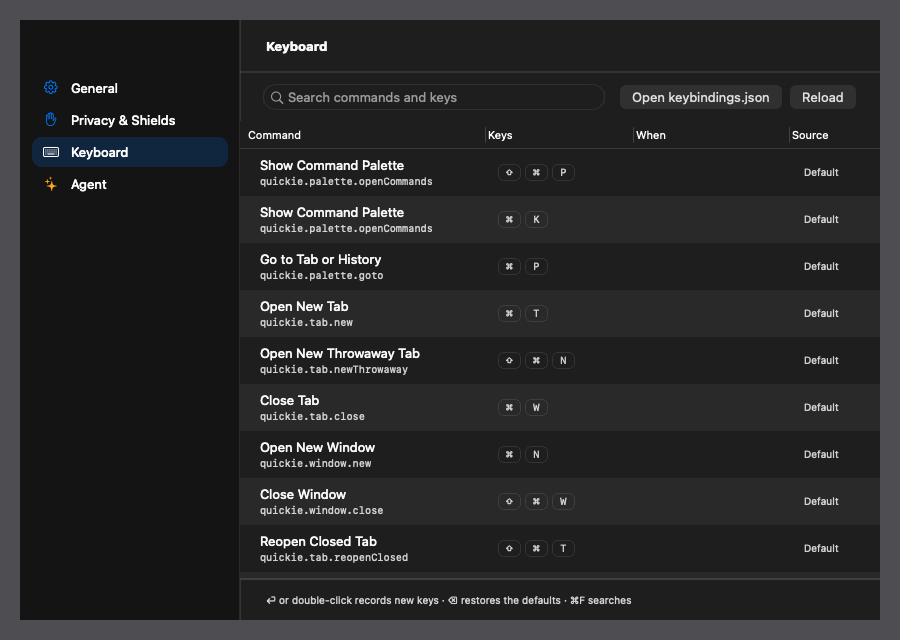 Keyboard
General
Privacy & Shields
Keyboard
Agent
Search commands and keys
Open keybindings.json
Reload
Command Keys When Source
Show Command Palette
quickie.palette.openCommands
⇧ ⌘ P Default
Show Command Palette
quickie.palette.openCommands
⌘ K Default
Go to Tab or History
quickie.palette.goto
⌘ P Default
Open New Tab
quickie.tab.new
⌘ T Default
Open New Throwaway Tab
quickie.tab.newThrowaway
⇧ ⌘ N Default
Close Tab
quickie.tab.close
⌘ W Default
Open New Window
quickie.window.new
⌘ N Default
Close Window
quickie.window.close
⇧ ⌘ W Default
Reopen Closed Tab
quickie.tab.reopenClosed
⇧ ⌘ T Default
⏎ or double-click records new keys · ⌫ restores the defaults · ⌘F searches